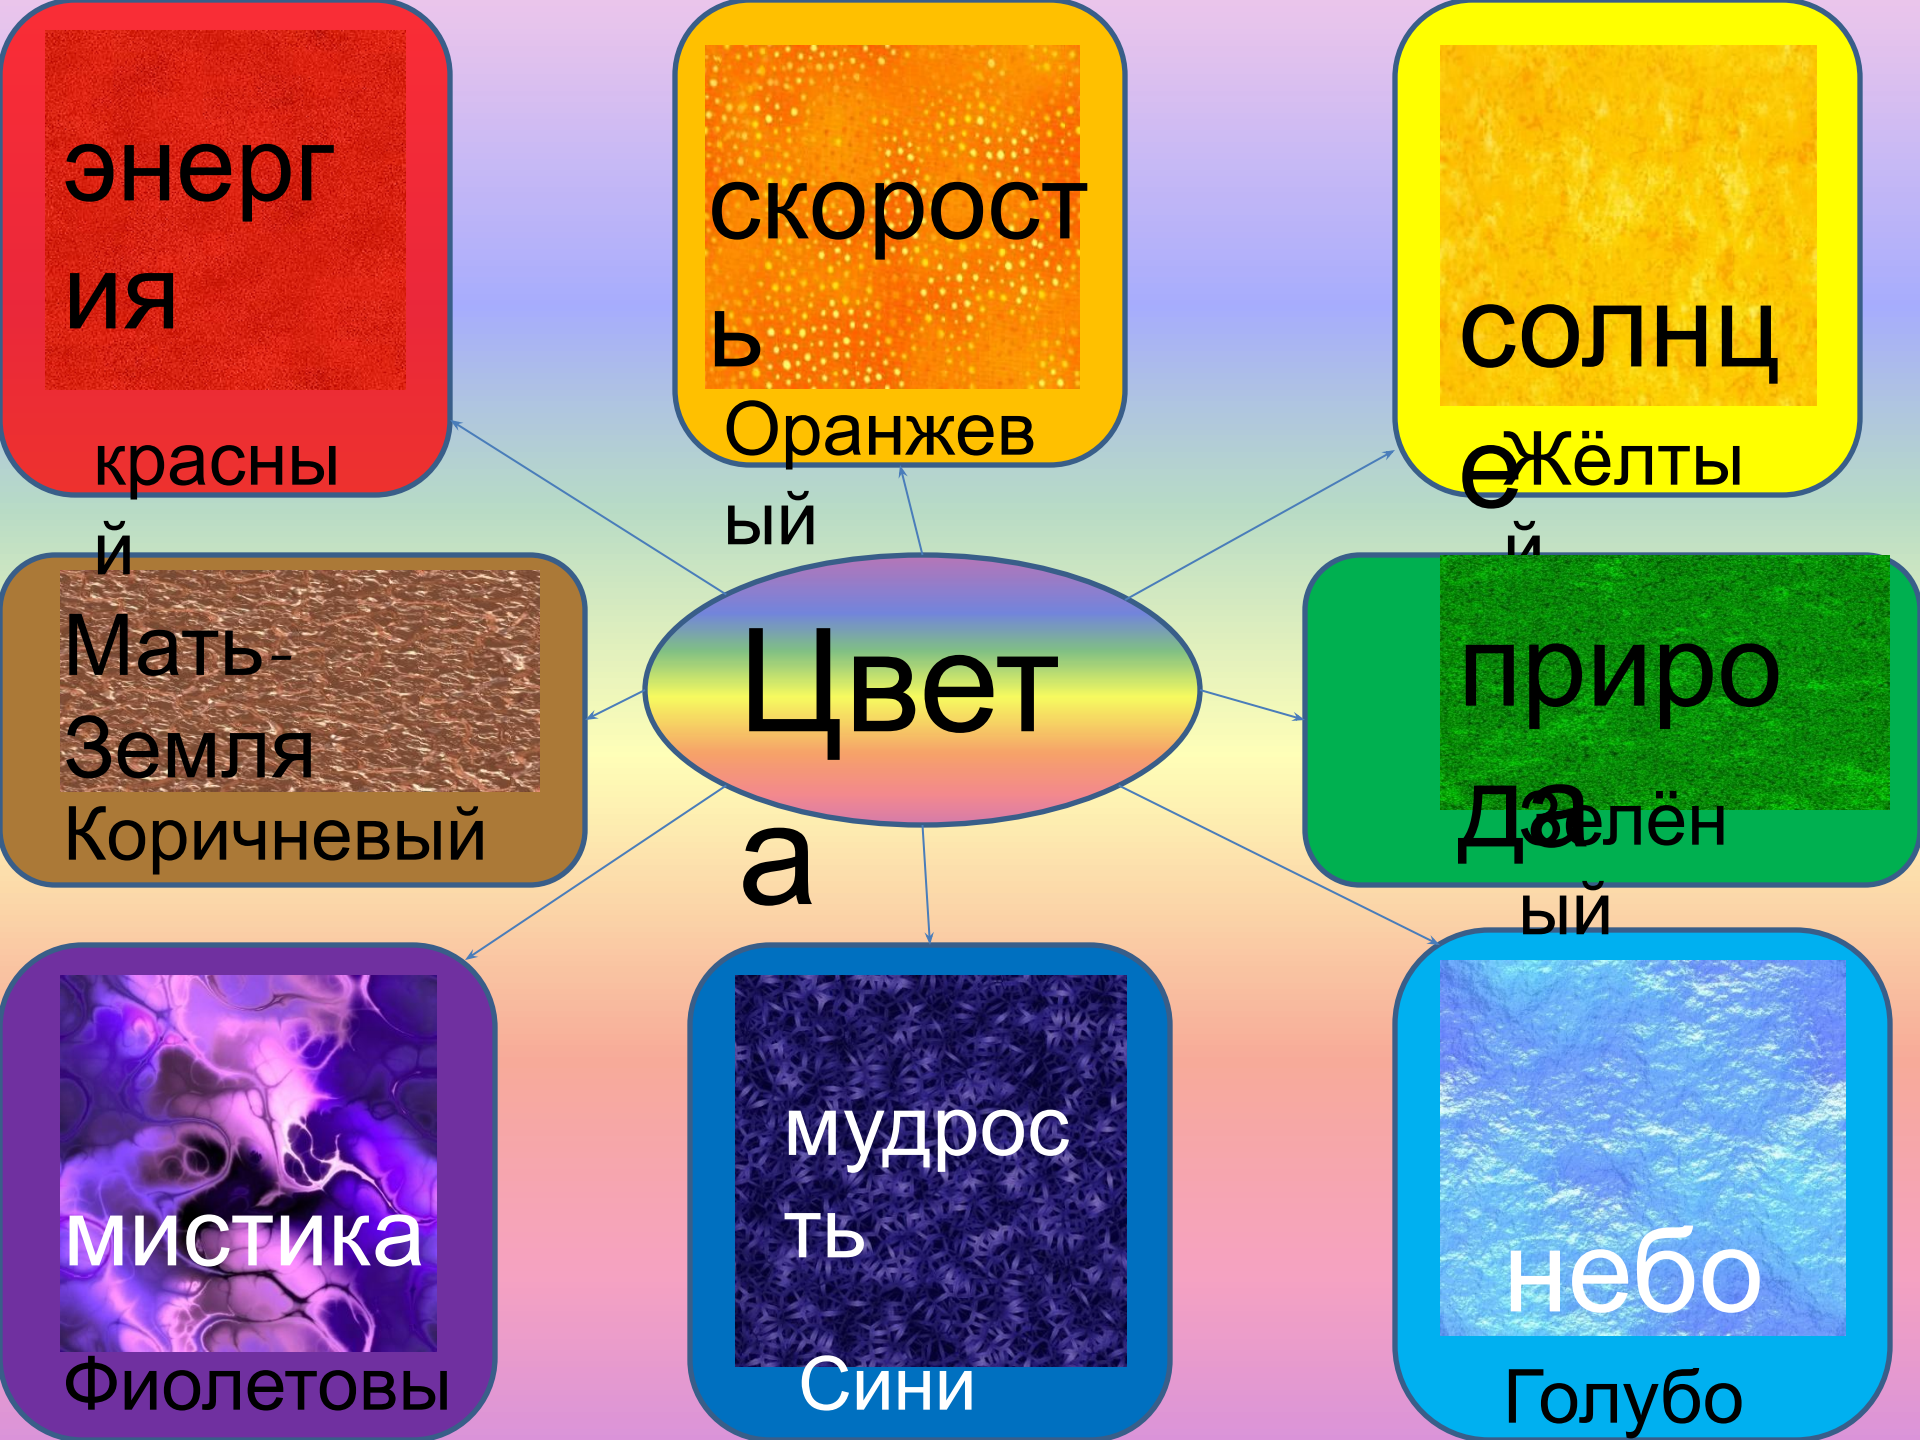 энерг
ия
красны
й
скорост
ь
Оранжев
ый
солнц
е
Жёлты
й
Мать-
Земля
Коричневый
Цвет
а
приро
да
Зелён
ый
мистика
Фиолетовы
мудрос
ть
Сини
небо
Голубо